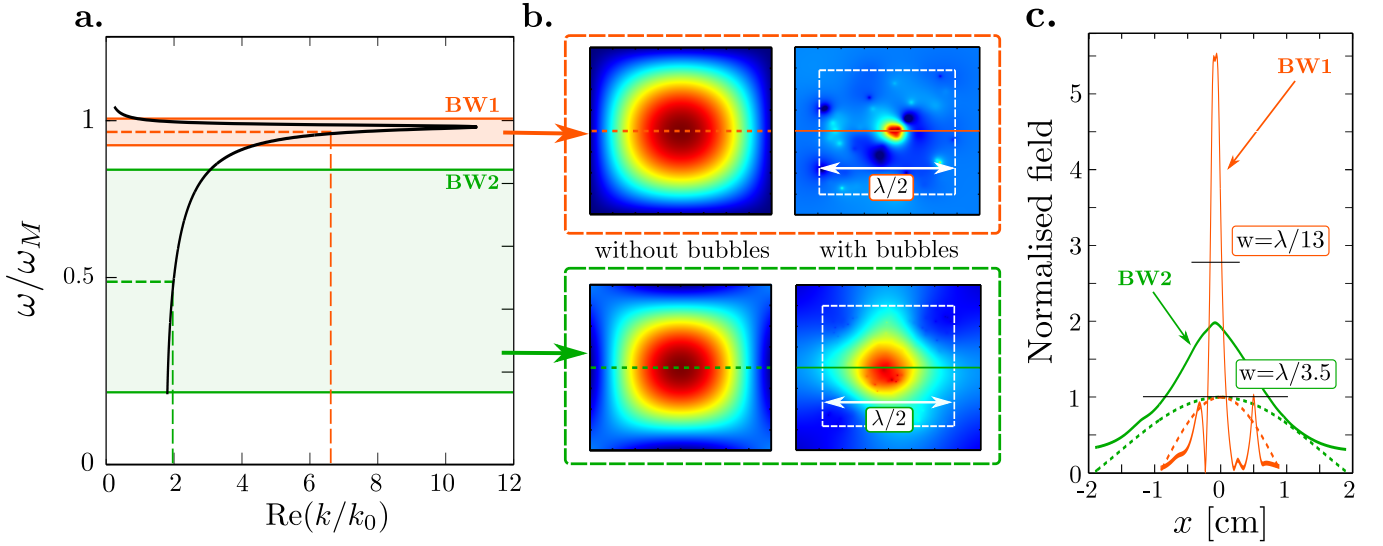 a.
BW1
BW2
1
0.5
0
0 2 4 6 8 10 12
ω/ω_M
Re(k/k_0)
b.
λ/2
without bubbles
with bubbles
λ/2
c.
BW1
BW2
w=λ/13
w=λ/3.5
5
4
3
2
1
0
-2 -1 0 1 2
Normalised field
x [cm]